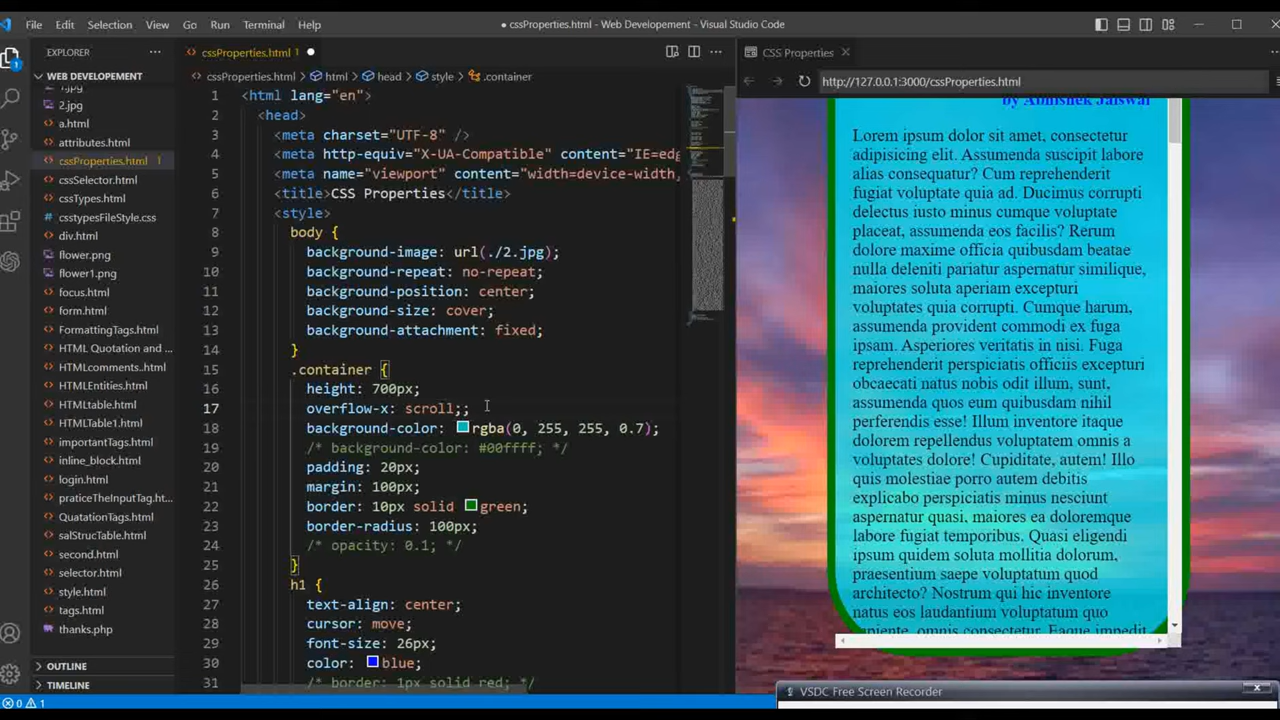 File Edit Selection View Go Run Terminal Help
● cssProperties.html - Web Developement - Visual Studio Code
EXPLORER
WEB DEVELOPEMENT
1.jpg
2.jpg
a.html
attributes.html
cssProperties.html 1
cssSelector.html
cssTypes.html
csstypesFileStyle.css
div.html
flower.png
flower1.png
focus.html
form.html
FormattingTags.html
HTML Quotation and ...
HTMLcomments..html
HTMLEntities.html
HTMLtable.html
HTMLTable1.html
importantTags.html
inline_block.html
login.html
praticeTheInputTag.ht...
QuatationTags.html
salStrucTable.html
second.html
selector.html
style.html
tags.html
thanks.php
OUTLINE
TIMELINE
0 1
1
cssProperties.html 1 ●
cssProperties.html > html > head > style > .container
1 <html lang="en">
2 <head>
3 <meta charset="UTF-8" />
4 <meta http-equiv="X-UA-Compatible" content="IE=edg
5 <meta name="viewport" content="width=device-width,
6 <title>CSS Properties</title>
7 <style>
8 body {
9 background-image: url(./2.jpg);
10 background-repeat: no-repeat;
11 background-position: center;
12 background-size: cover;
13 background-attachment: fixed;
14 }
15 .container {
16 height: 700px;
17 overflow-x: scroll;;
18 background-color: rgba(0, 255, 255, 0.7);
19 /* background-color: #00ffff; */
20 padding: 20px;
21 margin: 100px;
22 border: 10px solid green;
23 border-radius: 100px;
24 /* opacity: 0.1; */
25 }
26 h1 {
27 text-align: center;
28 cursor: move;
29 font-size: 26px;
30 color: blue;
31 /* border: 1px solid red; */
CSS Properties
http://127.0.0.1:3000/cssProperties.html
by Abhishek Jaiswal
Lorem ipsum dolor sit amet, consectetur
adipisicing elit. Assumenda suscipit labore
alias consequatur? Cum reprehenderit
fugiat voluptate quia ad. Ducimus corrupti
delectus iusto minus cumque voluptate
placeat, assumenda eos facilis? Rerum
dolore maxime officia quibusdam beatae
nulla deleniti pariatur aspernatur similique,
maiores soluta aperiam excepturi
voluptates quia corrupti. Cumque harum,
assumenda provident commodi ex fuga
ipsam. Asperiores veritatis in nisi. Fuga
reprehenderit perspiciatis officiis excepturi
obcaecati natus nobis odit illum, sunt,
assumenda quibusdam minus nihil
perferendis esse! Illum inventore itaque
dolorem repellendus voluptatem omnis a
voluptates dolore! Cupiditate, autem! Illo
quis molestiae porro autem debitis
explicabo perspiciatis minus nesciunt
aspernatur quasi, maiores ea doloremque
labore fugiat temporibus. Quasi eligendi
ipsum quidem soluta mollitia dolorum,
praesentium saepe voluptatum quod
architecto? Nostrum qui hic inventore
natus eos laudantium voluptatum quo
sapiente, omnis consectetur. Eaque impedit
VSDC Free Screen Recorder